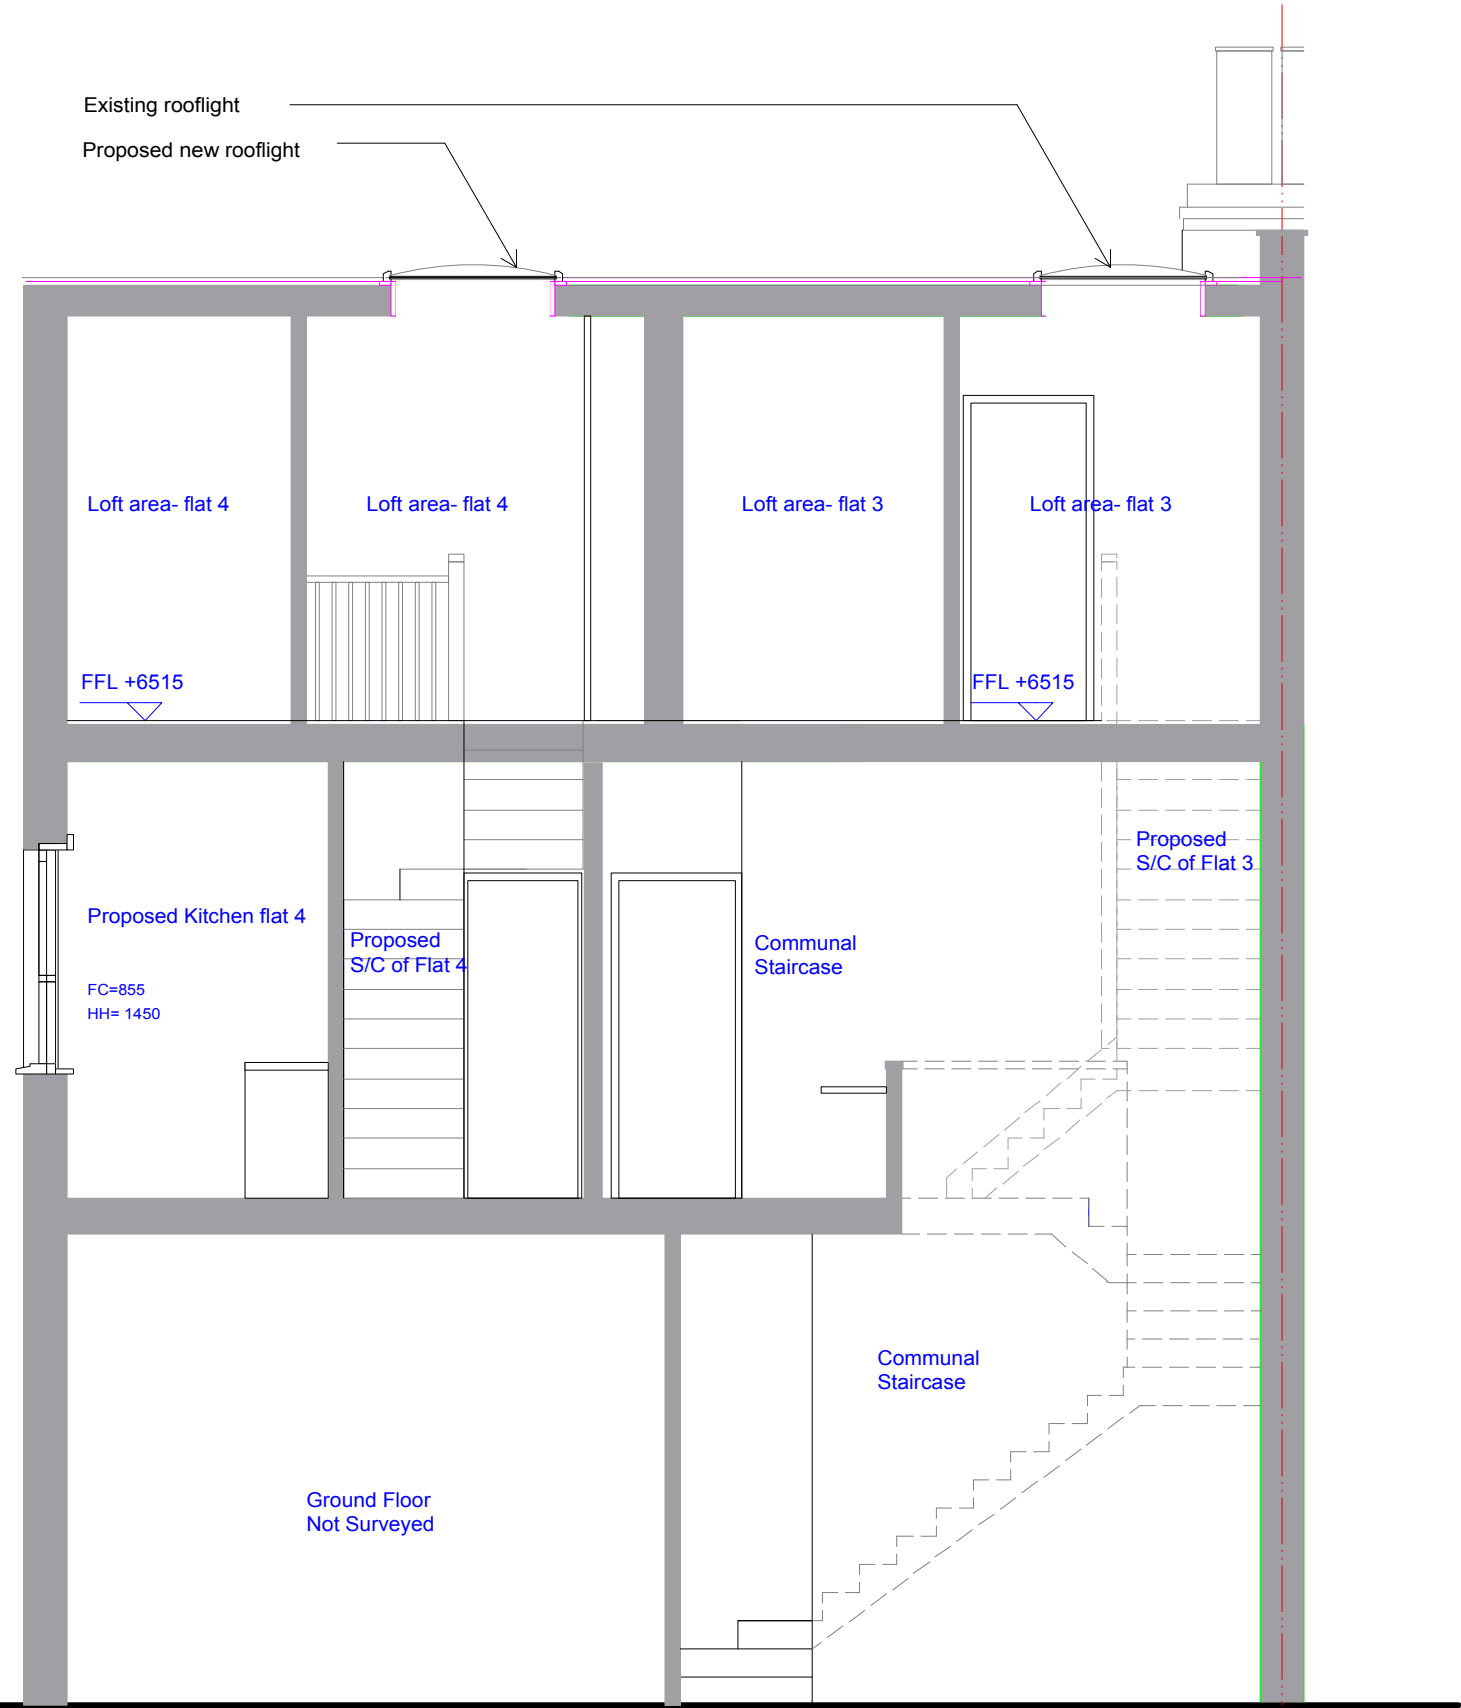 Existing rooflight
Proposed new rooflight
Loft area- flat 4
Loft area- flat 4
Loft area- flat 3
Loft area- flat 3
FFL +6515
FFL +6515
Proposed
S/C of Flat 3
Proposed Kitchen flat 4
Proposed
S/C of Flat 4
Communal
Staircase
FC=855
HH= 1450
Communal
Staircase
Ground Floor
Not Surveyed